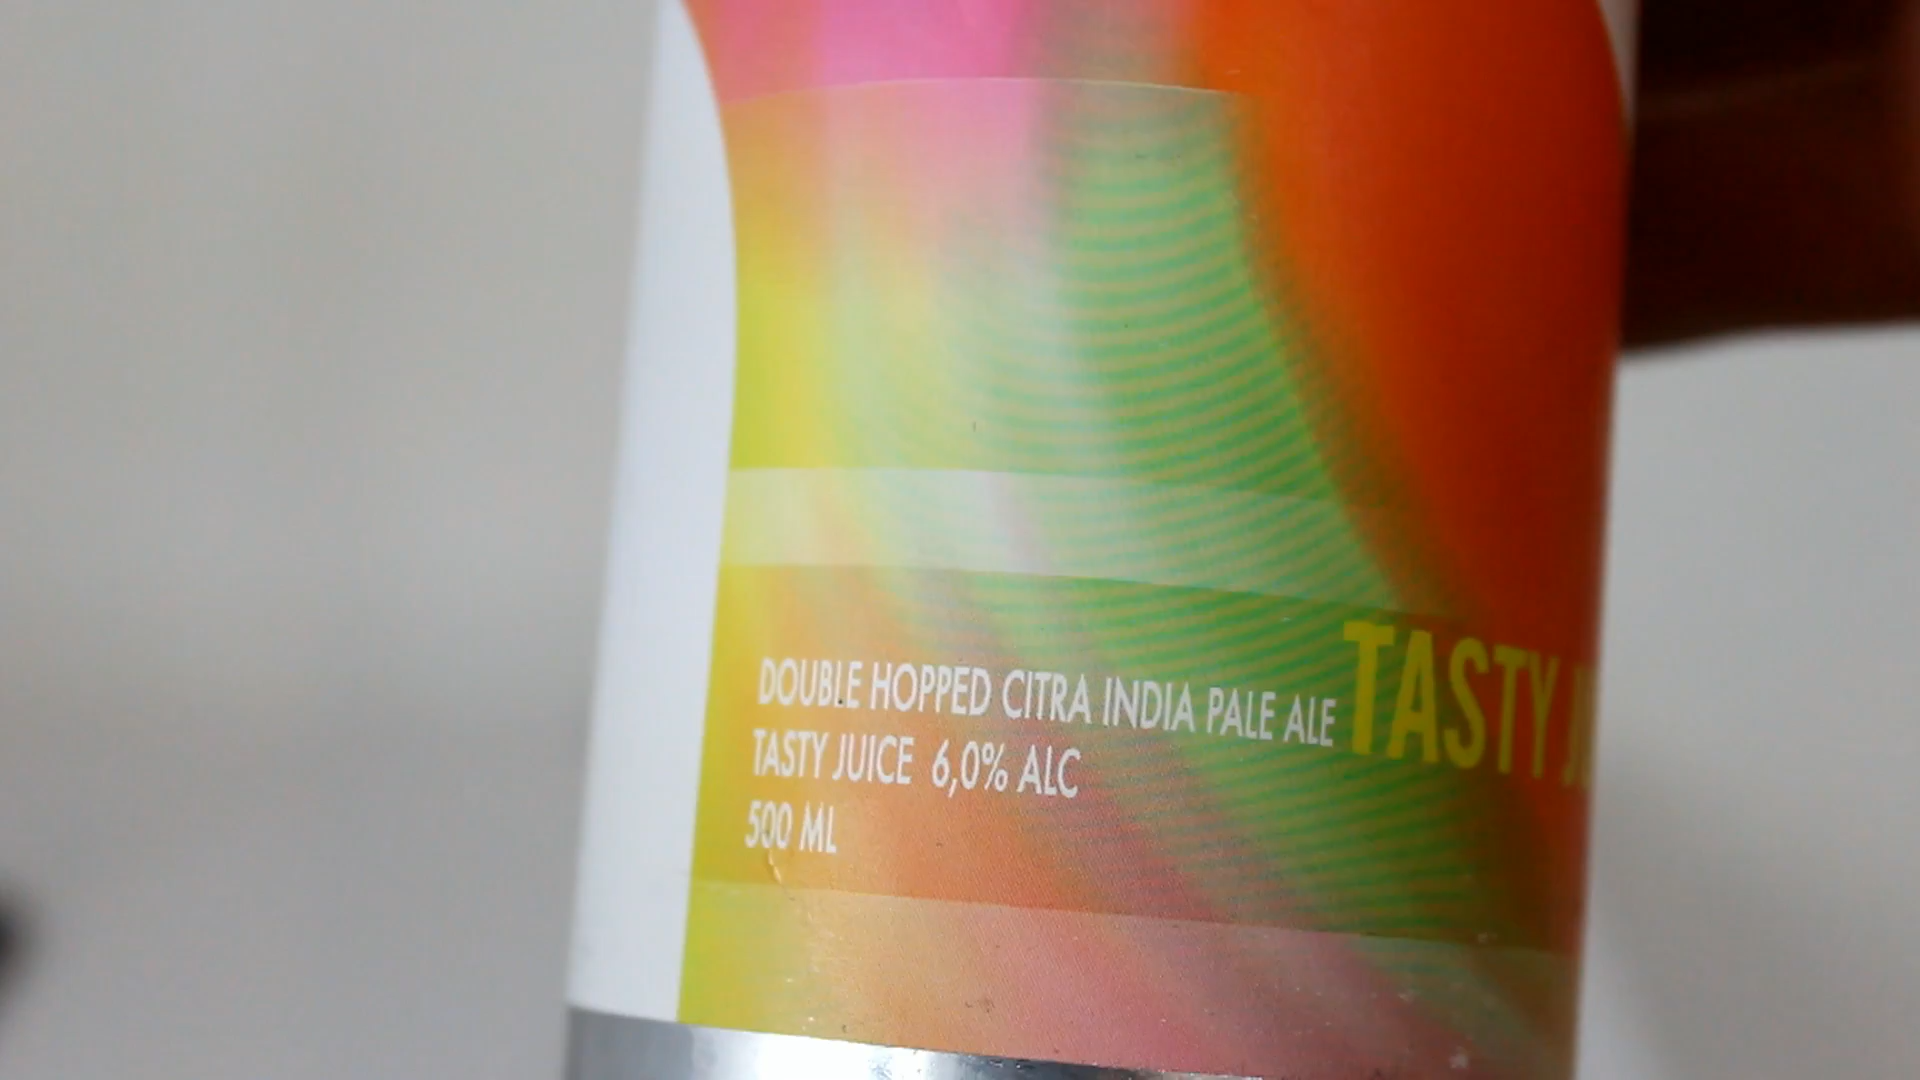 DOUBLE HOPPED CITRA INDIA PALE ALE
TASTY JUICE 6,0% ALC
500 ML
TASTY